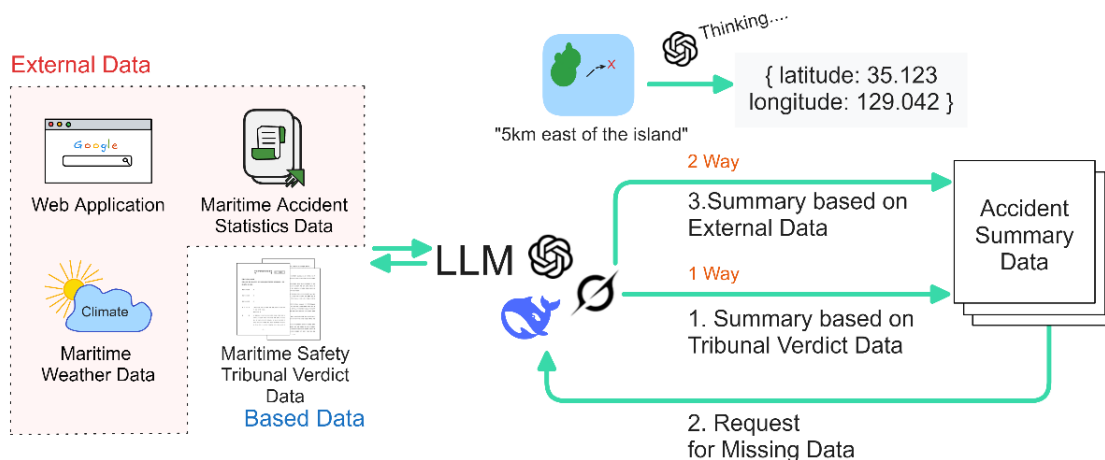 External Data
Google
Web Application
Maritime Accident
Statistics Data
Climate
Maritime
Weather Data
Maritime Safety
Tribunal Verdict
Data
Based Data
LLM
Thinking....
"5km east of the island"
X
{ latitude: 35.123
longitude: 129.042 }
2 Way
3.Summary based on
External Data
1 Way
1. Summary based on
Tribunal Verdict Data
2. Request
for Missing Data
Accident
Summary
Data